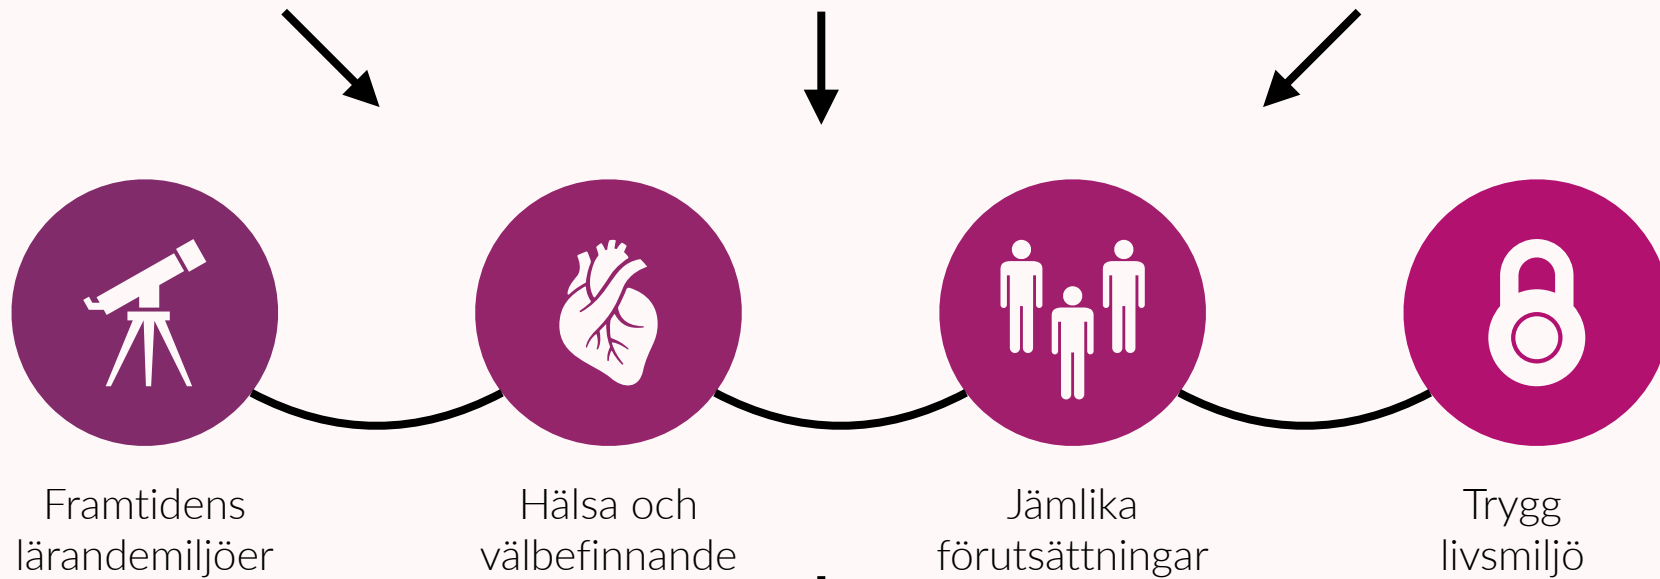 Framtidens
lärandemiljöer
Hälsa och
välbefinnande
Jämlika
förutsättningar
Trygg
livsmiljö